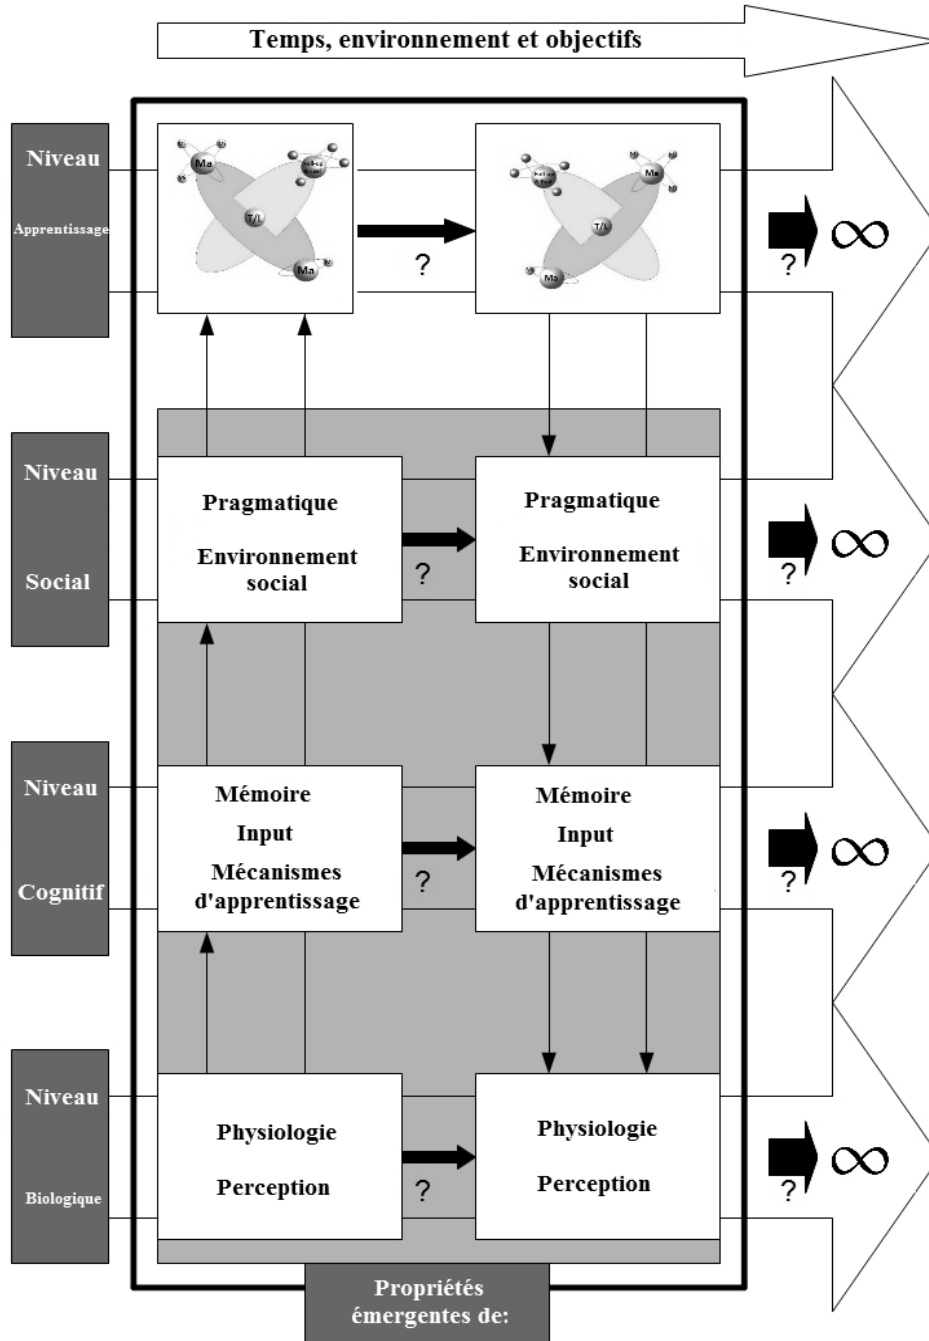 Temps, environnement et objectifs
Niveau
Apprentissage
Ma
T/L
Ma
?
Ma
T/L
Ma
?
∞
Niveau
Social
Pragmatique
Environnement
social
?
Pragmatique
Environnement
social
?
∞
Niveau
Cognitif
Mémoire
Input
Mécanismes
d'apprentissage
?
Mémoire
Input
Mécanismes
d'apprentissage
?
∞
Niveau
Biologique
Physiologie
Perception
?
Physiologie
Perception
?
∞
Propriétés
émergentes de: